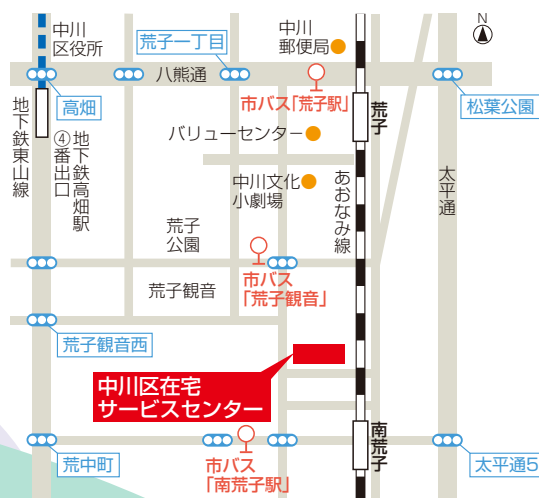 中川
区役所
荒子一丁目
中川
郵便局
N
八熊通
高畑
市バス「荒子駅」
荒子
松葉公園
地下鉄東山線
地下鉄高畑駅
④番出口
バリューセンター
中川文化
小劇場
あおなみ線
太平通
荒子
公園
市バス
「荒子観音」
荒子観音
荒子観音西
中川区在宅
サービスセンター
南荒子
荒中町
市バス
「南荒子駅」
太平通5